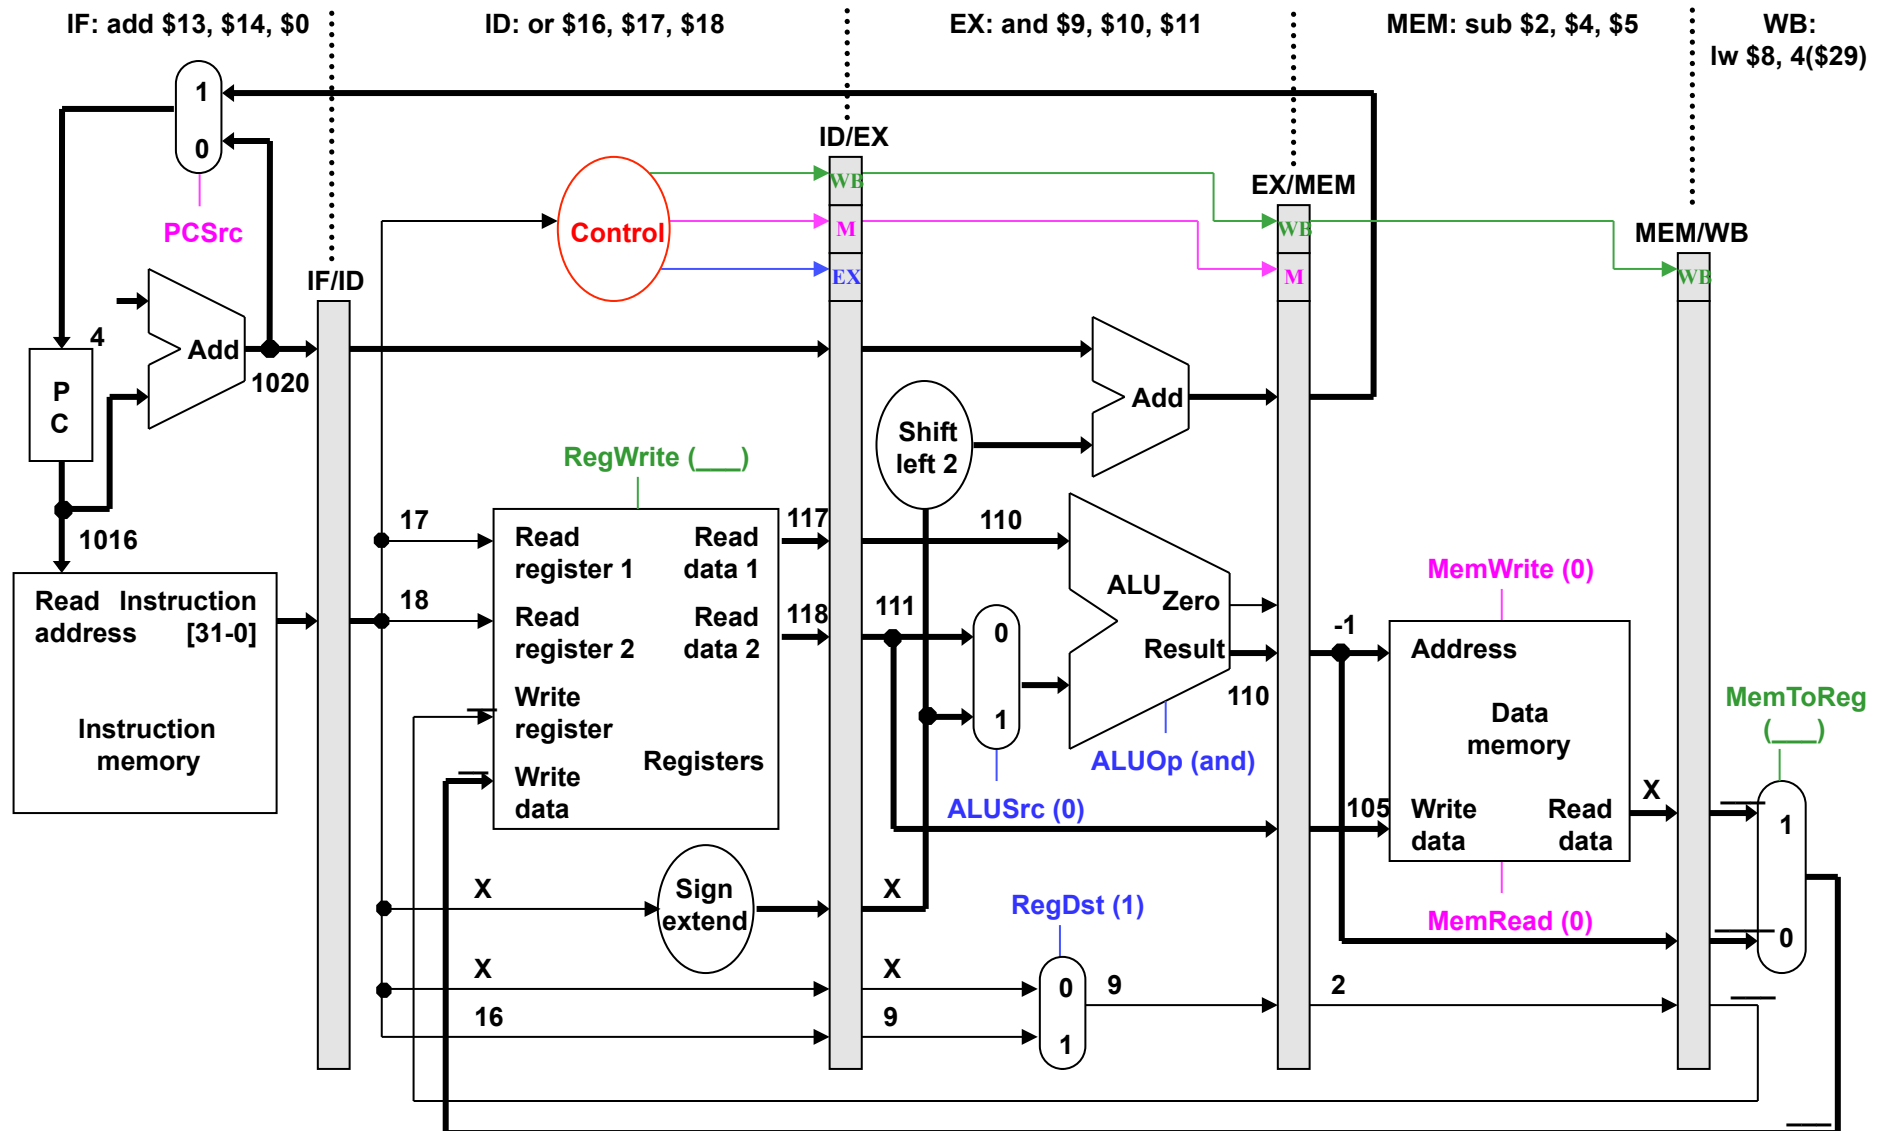 IF: add $13, $14, $0
ID: or $16, $17, $18
EX: and $9, $10, $11
MEM: sub $2, $4, $5
WB:
lw $8, 4($29)
1
0
PCSrc
ID/EX
WB
M
EX
Control
EX/MEM
WB
M
MEM/WB
WB
IF/ID
4
Add
1020
P
C
1016
Add
Shift
left 2
RegWrite (___)
17
18
Read
register 1
Read
data 1
117
Read
register 2
Read
data 2
118
Write
register
Write
data
Registers
110
111
0
1
ALU
Zero
Result
110
ALUOp (and)
ALUSrc (0)
Read
address
Instruction
[31-0]
Instruction
memory
MemWrite (0)
-1
Address
Data
memory
105
Write
data
Read
data
X
MemRead (0)
MemToReg
(___)
1
0
X
Sign
extend
X
RegDst (1)
X
X
0
1
9
2
16
9